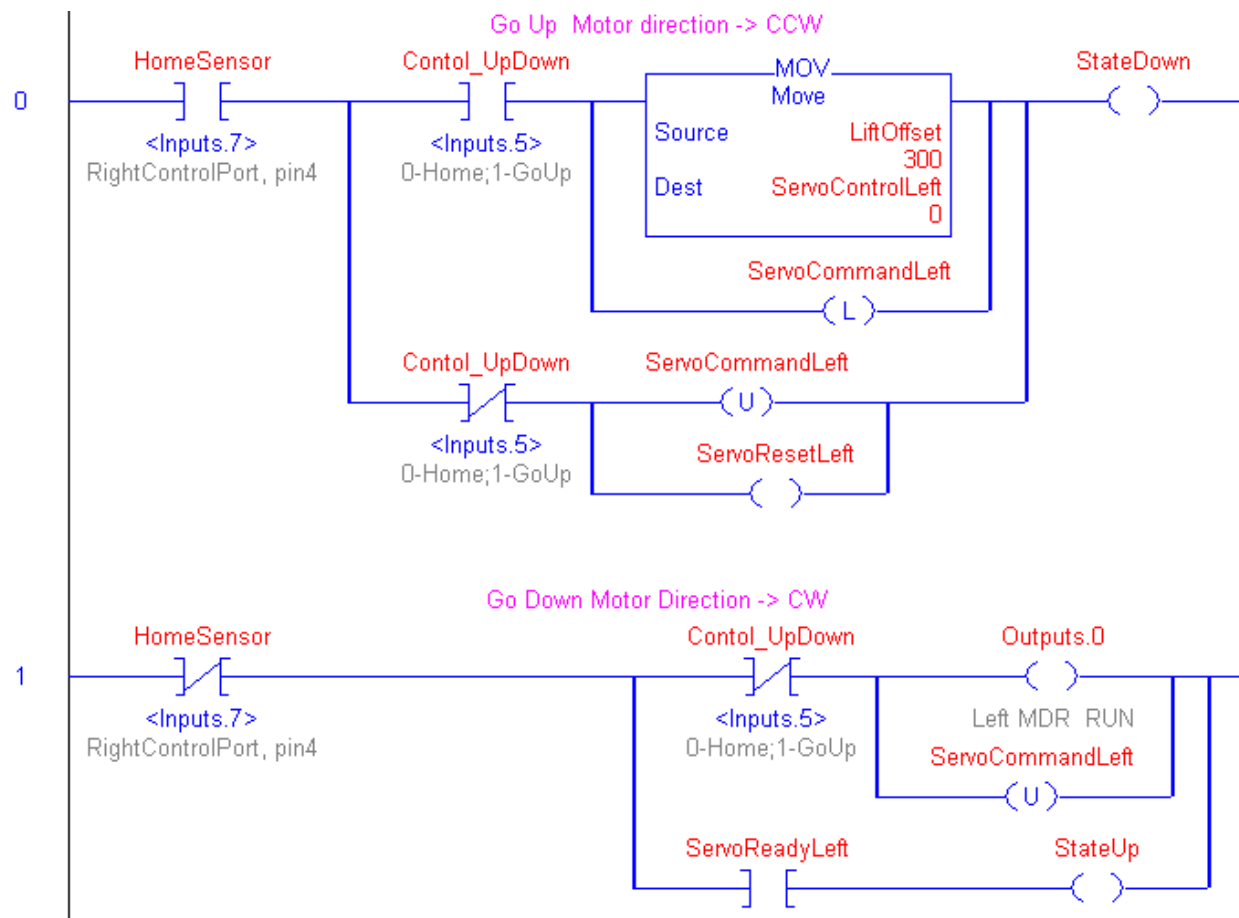 Go Up  Motor direction -> CCW
HomeSensor
Contol_UpDown
MOV
StateDown
0
Move
<Inputs.7>
<Inputs.5>
Source
LiftOffset
RightControlPort, pin4
0-Home;1-GoUp
300
Dest
ServoControlLeft
0
ServoCommandLeft
L
Contol_UpDown
ServoCommandLeft
U
<Inputs.5>
ServoResetLeft
0-Home;1-GoUp
Go Down Motor Direction -> CW
HomeSensor
Contol_UpDown
Outputs.0
1
<Inputs.7>
<Inputs.5>
Left MDR  RUN
RightControlPort, pin4
0-Home;1-GoUp
ServoCommandLeft
U
ServoReadyLeft
StateUp